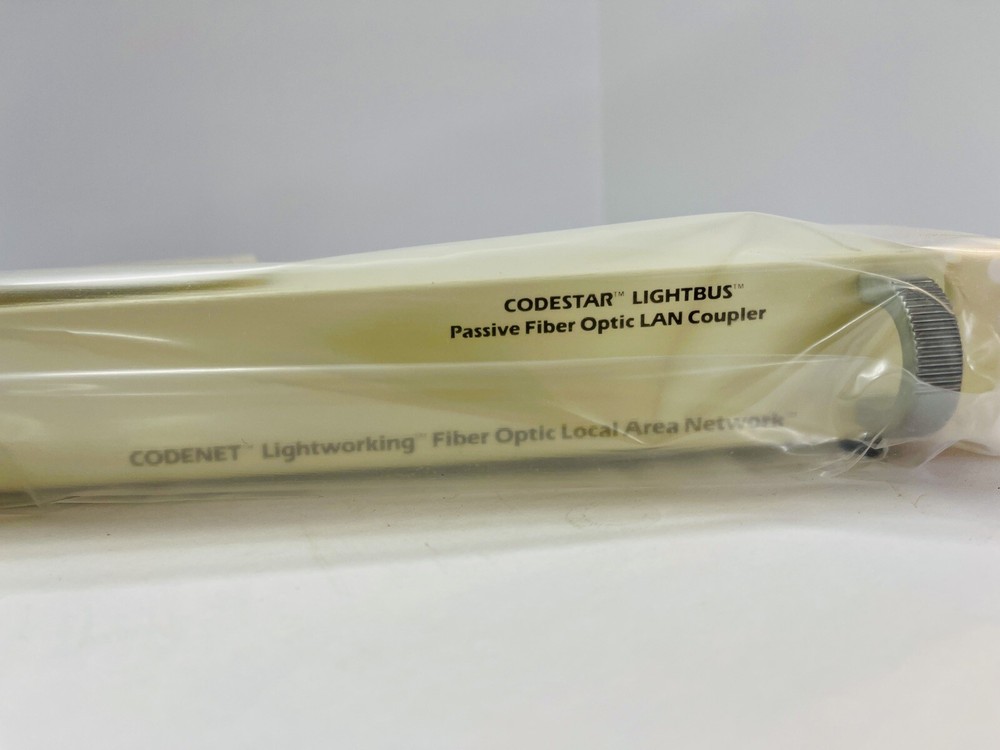 CODESTAR™ LIGHTBUS™
Passive Fiber Optic LAN Coupler
CODENET™ Lightworking™ Fiber Optic Local Area Network™